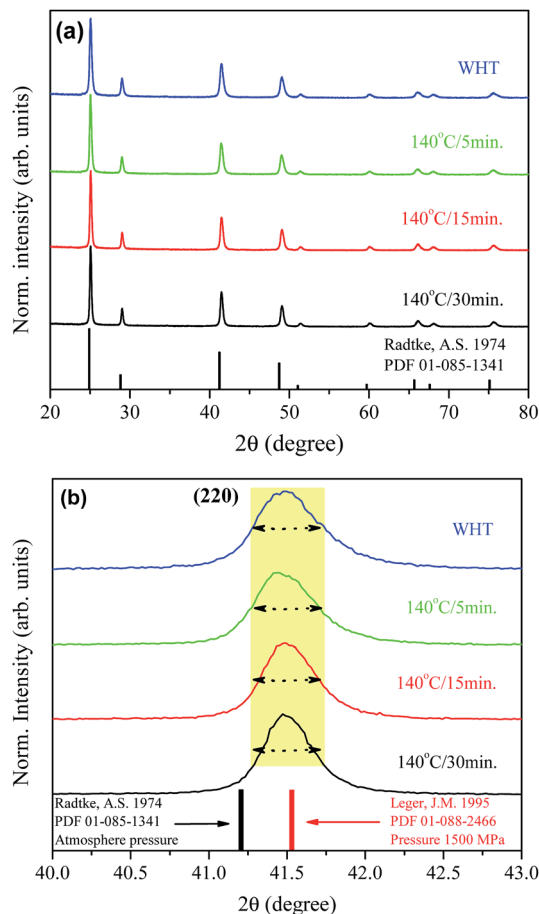 (a)
WHT
140°C/5min.
140°C/15min.
140°C/30min.
Radtke, A.S. 1974
PDF 01-085-1341
Norm. intensity (arb. units)
20 30 40 50 60 70 80
2θ (degree)
(b)
(220)
WHT
140°C/5min.
140°C/15min.
140°C/30min.
Norm. Intensity (arb. units)
Radtke, A.S. 1974
PDF 01-085-1341
Atmosphere pressure
Leger, J.M. 1995
PDF 01-088-2466
Pressure 1500 MPa
40.0 40.5 41.0 41.5 42.0 42.5 43.0
2θ (degree)